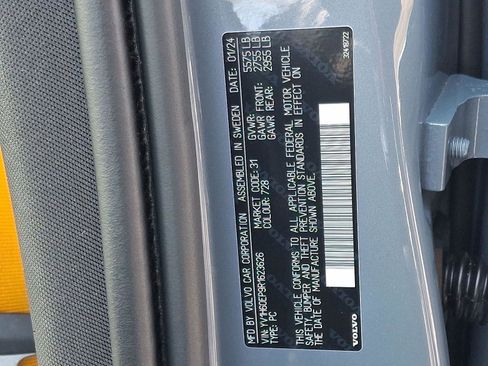 MFD BY VOLVO CAR CORPORATION ASSEMBLED IN SWEDEN DATE: 01/24
VIN: YV1H60EP9R1623626
TYPE: PC
MARKET CODE: 31
COLOUR: 728
GVWR: 5575 LB
GAWR FRONT: 2755 LB
GAWR REAR: 2955 LB
THIS VEHICLE CONFORMS TO ALL APPLICABLE FEDERAL MOTOR VEHICLE
SAFETY, BUMPER AND THEFT PREVENTION STANDARDS IN EFFECT ON
THE DATE OF MANUFACTURE SHOWN ABOVE.
VOLVO
32418722